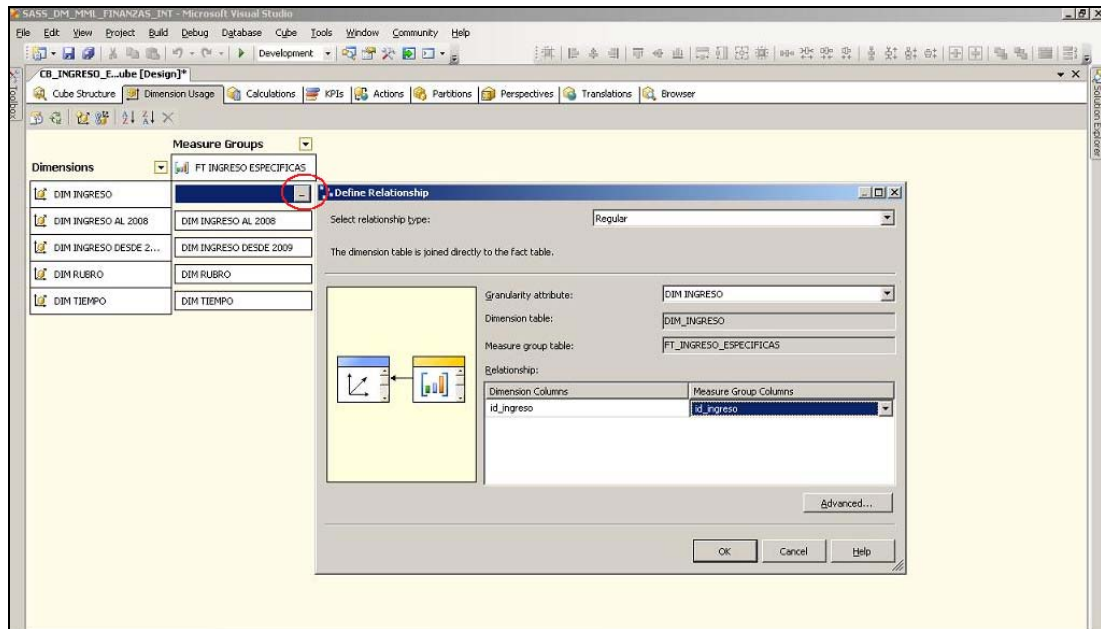 SASS_DM_MML_FINANZAS_INT - Microsoft Visual Studio
File Edit View Project Build Debug Database Cube Tools Window Community Help
Development
CB_INGRESO_E...ube [Design]*
Toolbox
Solution Explorer
Cube Structure Dimension Usage Calculations KPIs Actions Partitions Perspectives Translations Browser
Measure Groups
Dimensions FT INGRESO ESPECIFICAS
DIM INGRESO ...
DIM INGRESO AL 2008 DIM INGRESO AL 2008
DIM INGRESO DESDE 2... DIM INGRESO DESDE 2009
DIM RUBRO DIM RUBRO
DIM TIEMPO DIM TIEMPO
Define Relationship
Select relationship type: Regular
The dimension table is joined directly to the fact table.
Granularity attribute: DIM INGRESO
Dimension table: DIM_INGRESO
Measure group table: FT_INGRESO_ESPECIFICAS
Relationship:
Dimension Columns Measure Group Columns
id_ingreso id_ingreso
Advanced...
OK Cancel Help